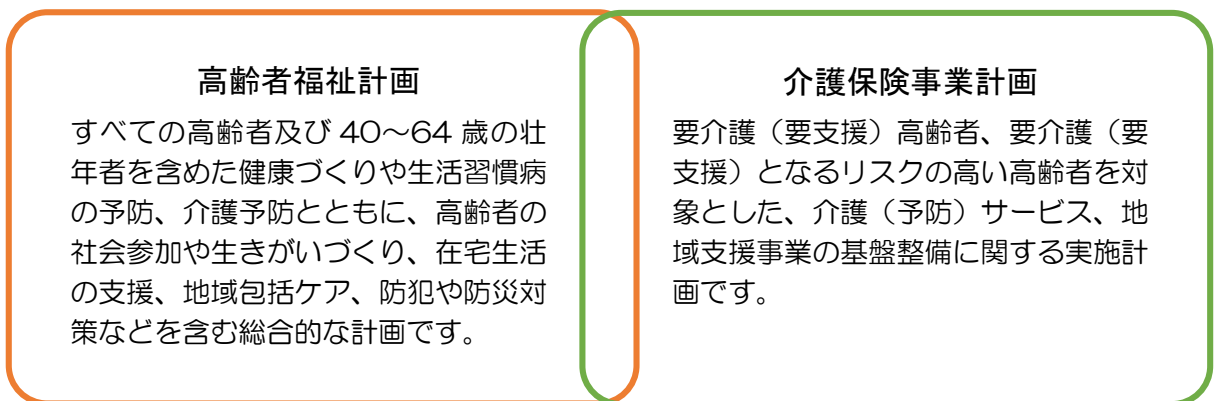 高齢者福祉計画
すべての高齢者及び 40～64 歳の壮
年者を含めた健康づくりや生活習慣病
の予防、介護予防とともに、高齢者の
社会参加や生きがいづくり、在宅生活
の支援、地域包括ケア、防犯や防災対
策などを含む総合的な計画です。
介護保険事業計画
要介護（要支援）高齢者、要介護（要
支援）となるリスクの高い高齢者を対
象とした、介護（予防）サービス、地
域支援事業の基盤整備に関する実施計
画です。